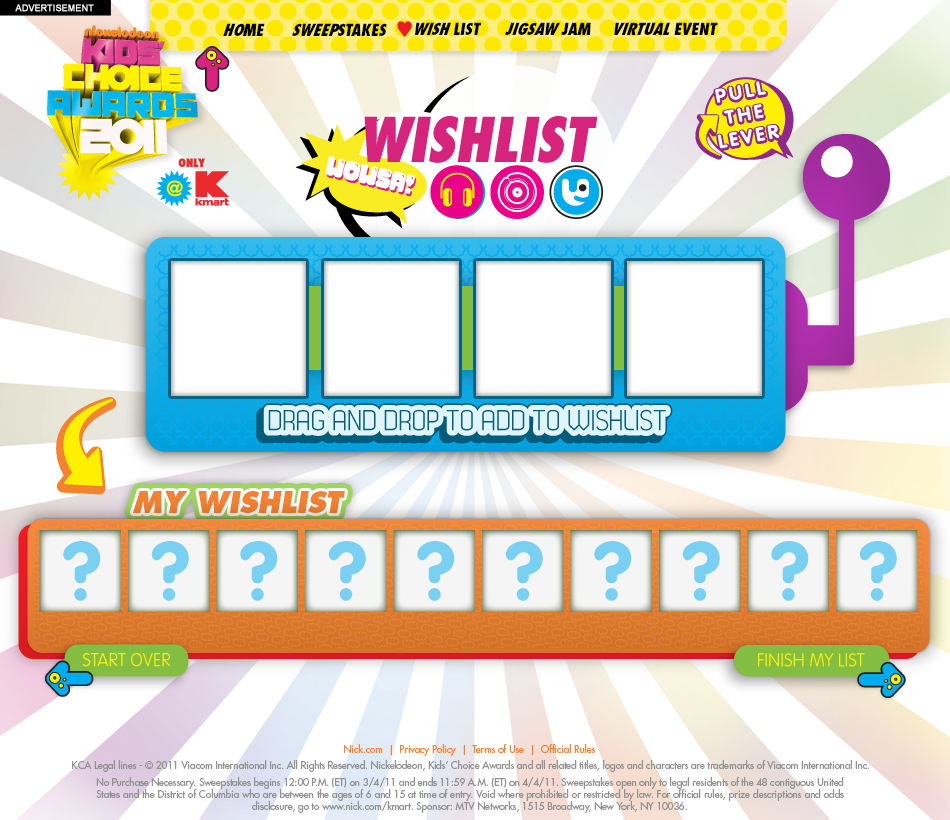 ADVERTISEMENT
HOME SWEEPSTAKES WISH LIST JIGSAW JAM VIRTUAL EVENT
nickelodeon
KIDS'
CHOICE
AWARDS
2011
ONLY
@ K
kmart
WISHLIST
WOWSA!
PULL
THE
LEVER
DRAG AND DROP TO ADD TO WISHLIST
MY WISHLIST
? ? ? ? ? ? ? ? ? ?
START OVER
FINISH MY LIST
Nick.com | Privacy Policy | Terms of Use | Official Rules
KCA Legal lines - © 2011 Viacom International Inc. All Rights Reserved. Nickelodeon, Kids' Choice Awards and all related titles, logos and characters are trademarks of Viacom International Inc.
No Purchase Necessary. Sweepstakes begins 12:00 P.M. (ET) on 3/4/11 and ends 11:59 A.M. (ET) on 4/4/11. Sweepstakes open only to legal residents of the 48 contiguous United
States and the District of Columbia who are between the ages of 6 and 15 at time of entry. Void where prohibited or restricted by law. For official rules, prize descriptions and odds
disclosure, go to www.nick.com/kmart. Sponsor: MTV Networks, 1515 Broadway, New York, NY 10036.